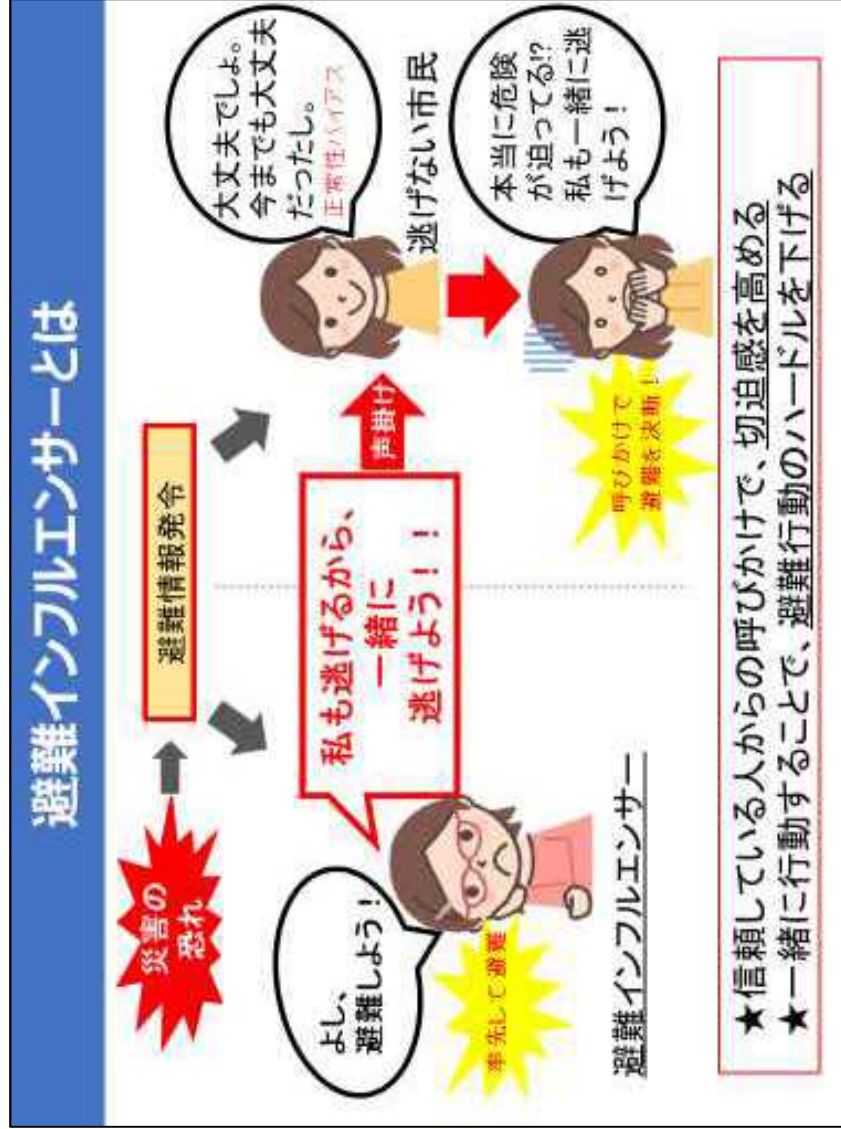 避難インフルエンサーとは
災害の
恐れ
避難情報発令
よし、
避難しよう！
率先して避難
避難インフルエンサー
私も逃げるから、
一緒に
逃げよう！！
声掛け
大丈夫でしょ。
今までも大丈夫
だったし。
正常性バイアス
逃げない市民
本当に危険
が迫ってる!?
私も一緒に逃
げよう！
呼びかけで
避難を決断！
★信頼している人からの呼びかけで、切迫感を高める
★一緒に行動することで、避難行動のハードルを下げる